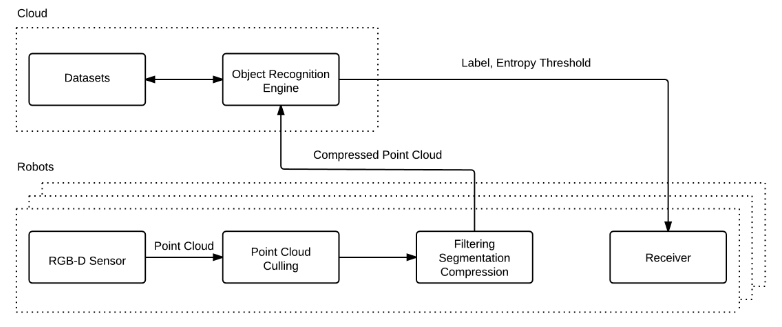 Cloud
Datasets
Object Recognition
Engine
Label, Entropy Threshold
Compressed Point Cloud
Robots
RGB-D Sensor
Point Cloud
Point Cloud
Culling
Filtering
Segmentation
Compression
Receiver